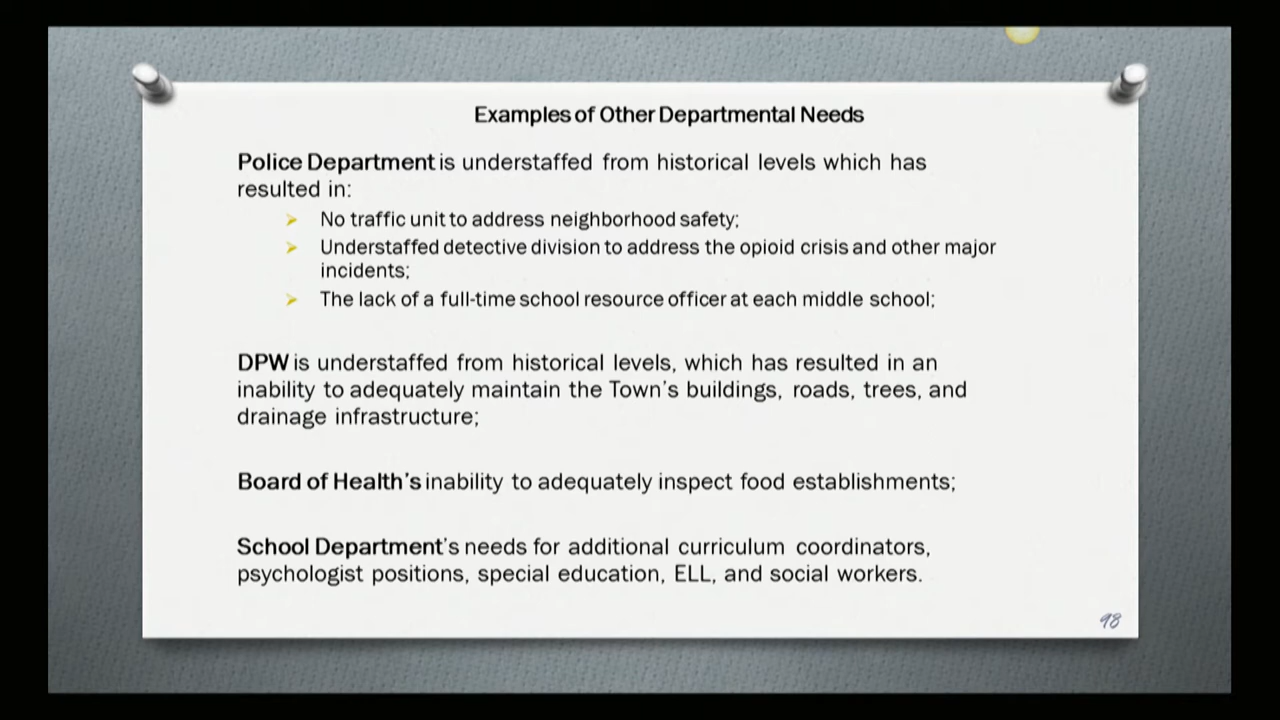 Examples of Other Departmental Needs
Police Department is understaffed from historical levels which has
resulted in:
No traffic unit to address neighborhood safety;
Understaffed detective division to address the opioid crisis and other major
incidents;
The lack of a full-time school resource officer at each middle school;
DPW is understaffed from historical levels, which has resulted in an
inability to adequately maintain the Town's buildings, roads, trees, and
drainage infrastructure;
Board of Health's inability to adequately inspect food establishments;
School Department's needs for additional curriculum coordinators,
psychologist positions, special education, ELL, and social workers.
98